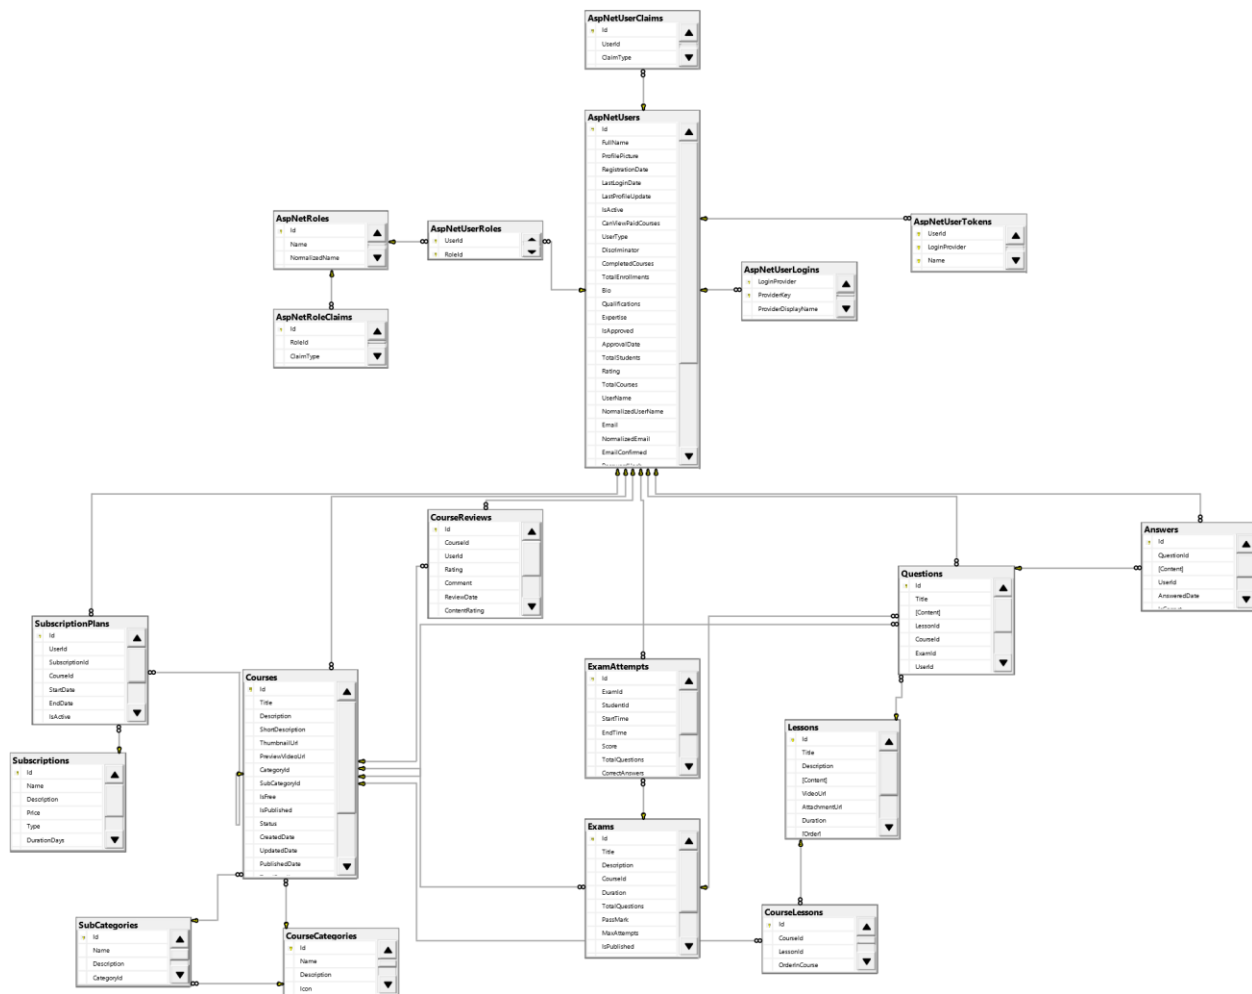 AspNetUserClaims
Id
UserId
ClaimType
AspNetUsers
Id
FullName
ProfilePicture
RegistrationDate
LastLoginDate
LastProfileUpdate
IsActive
CanViewPaidCourses
UserType
Discriminator
CompletedCourses
TotalEnrollments
Bio
Qualifications
Expertise
IsApproved
ApprovalDate
TotalStudents
Rating
TotalCourses
UserName
NormalizedUserName
Email
NormalizedEmail
EmailConfirmed
AspNetRoles
Id
Name
NormalizedName
AspNetUserRoles
UserId
RoleId
AspNetUserTokens
UserId
LoginProvider
Name
AspNetUserLogins
LoginProvider
ProviderKey
ProviderDisplayName
AspNetRoleClaims
Id
RoleId
ClaimType
CourseReviews
Id
CourseId
UserId
Rating
Comment
ReviewDate
ContentRating
Answers
Id
QuestionId
[Content]
UserId
AnsweredDate
Questions
Id
Title
[Content]
LessonId
CourseId
ExamId
UserId
SubscriptionPlans
Id
UserId
SubscriptionId
CourseId
StartDate
EndDate
IsActive
Courses
Id
Title
Description
ShortDescription
ThumbnailUrl
PreviewVideoUrl
CategoryId
SubCategoryId
IsFree
IsPublished
Status
CreatedDate
UpdatedDate
PublishedDate
ExamAttempts
Id
ExamId
StudentId
StartTime
EndTime
Score
TotalQuestions
CorrectAnswers
Lessons
Id
Title
Description
[Content]
VideoUrl
AttachmentUrl
Duration
[Order]
Subscriptions
Id
Name
Description
Price
Type
DurationDays
Exams
Id
Title
Description
CourseId
Duration
TotalQuestions
PassMark
MaxAttempts
IsPublished
CourseLessons
Id
CourseId
LessonId
OrderInCourse
SubCategories
Id
Name
Description
CategoryId
CourseCategories
Id
Name
Description
Icon